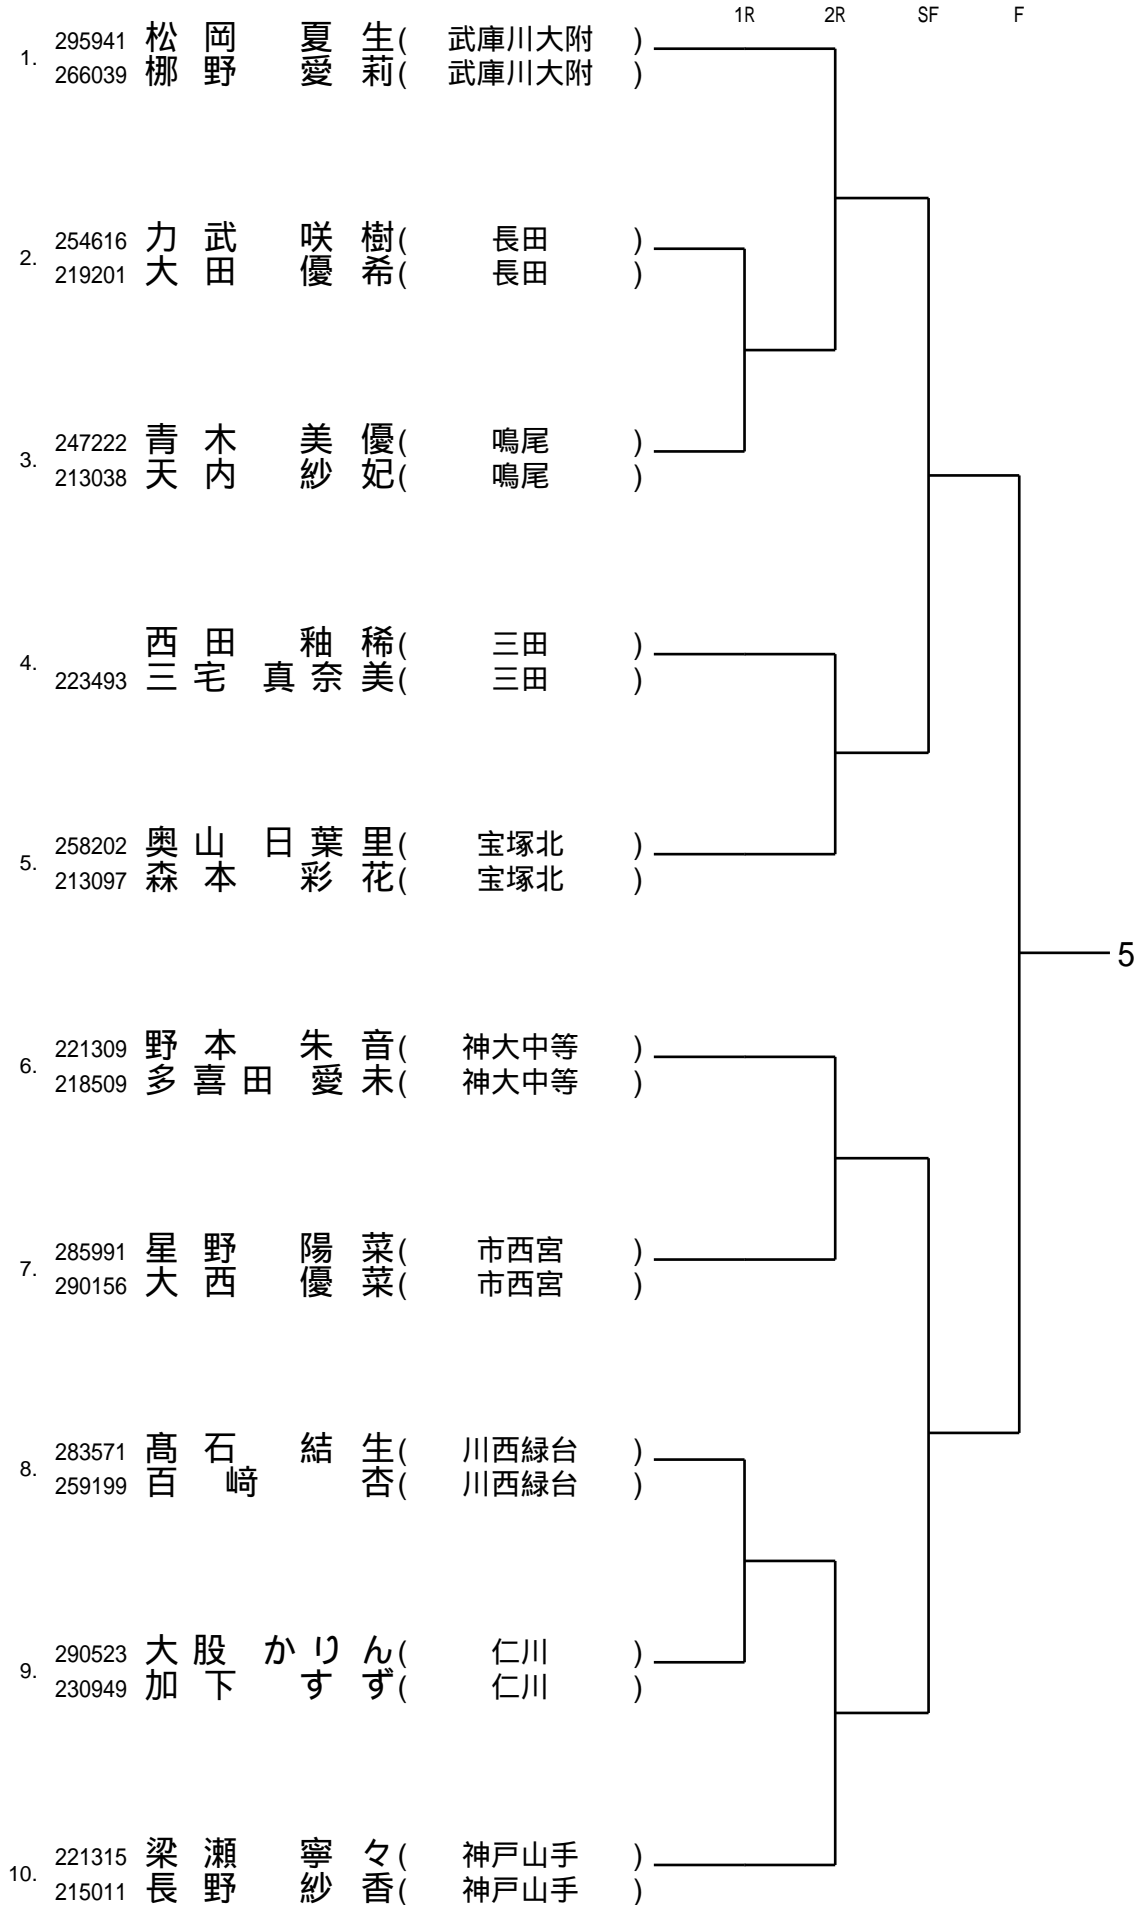 1R 2R SF F
1. 295941 松岡 夏生( 武庫川大附 )
266039 梛野 愛莉( 武庫川大附 )
2. 254616 力武 咲樹( 長田 )
219201 大田 優希( 長田 )
3. 247222 青木 美優( 鳴尾 )
213038 天内 紗妃( 鳴尾 )
4. 西田 釉稀( 三田 )
223493 三宅 真奈美( 三田 )
5. 258202 奥山 日葉里( 宝塚北 )
213097 森本 彩花( 宝塚北 )
5
6. 221309 野本 朱音( 神大中等 )
218509 多喜田 愛未( 神大中等 )
7. 285991 星野 陽菜( 市西宮 )
290156 大西 優菜( 市西宮 )
8. 283571 髙石 結生( 川西緑台 )
259199 百﨑 杏( 川西緑台 )
9. 290523 大股 かりん( 仁川 )
230949 加下 すず( 仁川 )
10. 221315 梁瀬 寧々( 神戸山手 )
215011 長野 紗香( 神戸山手 )